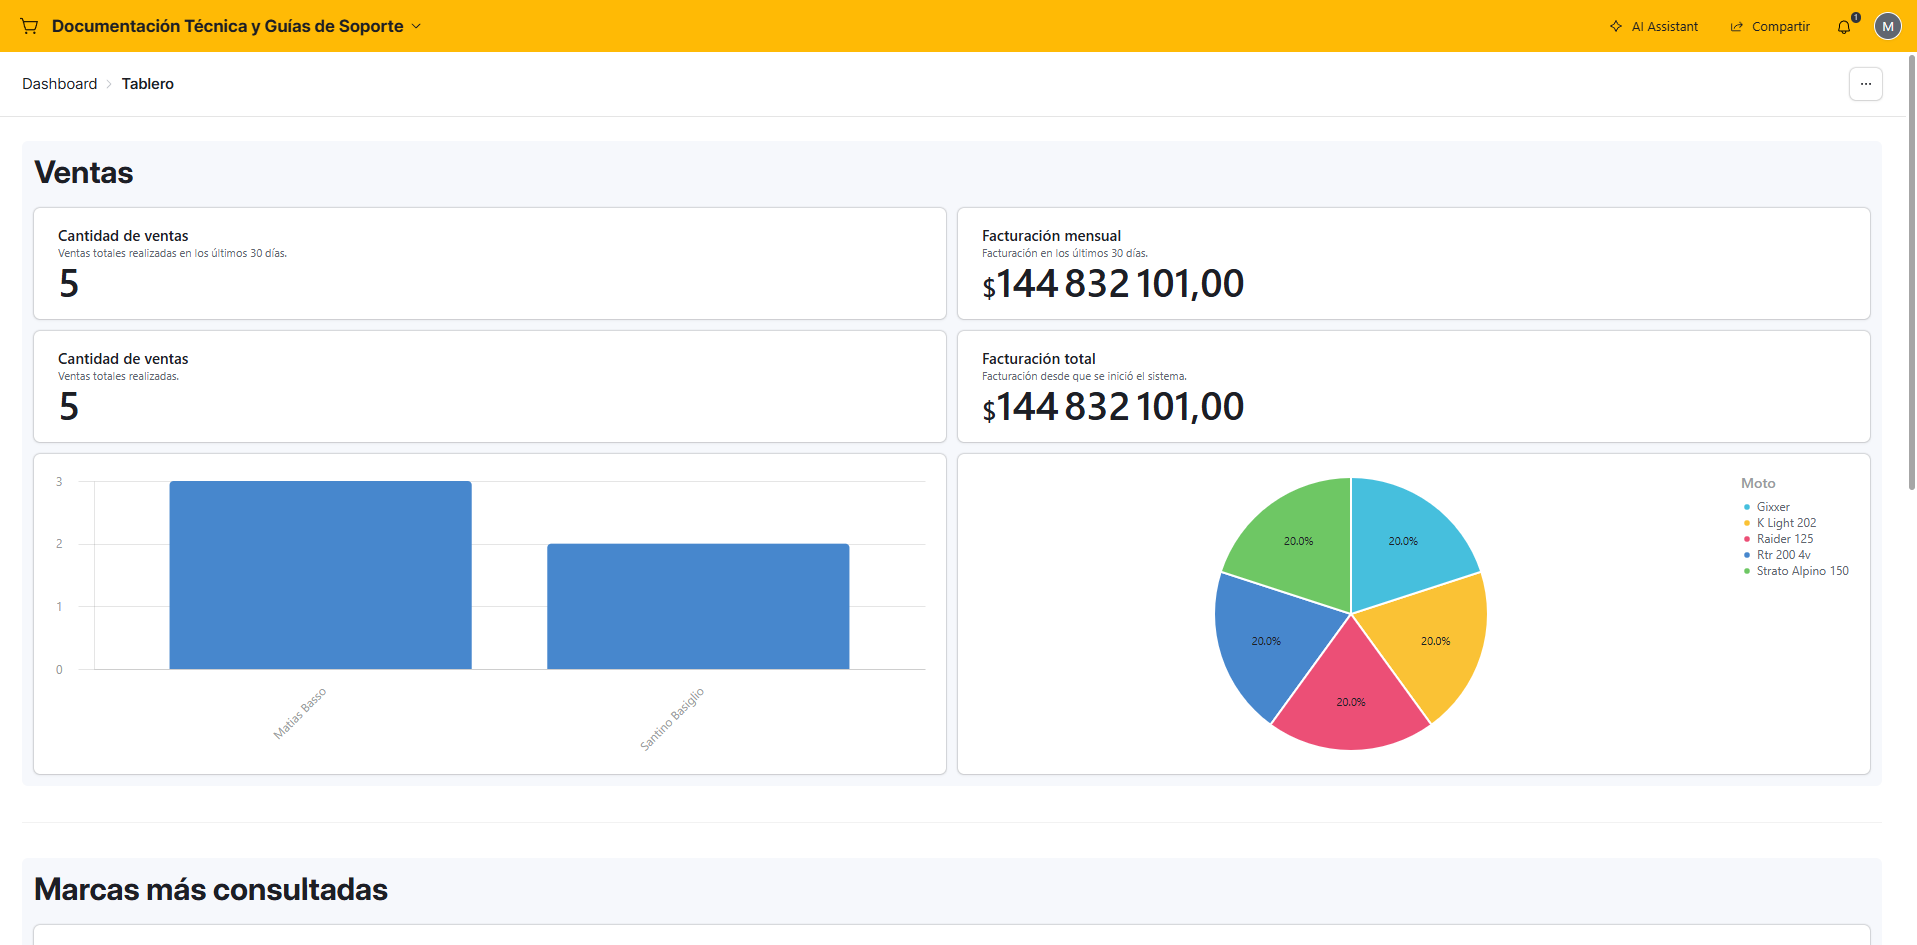 Documentación Técnica y Guías de Soporte
AI Assistant
Compartir
1
M
Dashboard
Tablero
...
Ventas
Cantidad de ventas
Ventas totales realizadas en los últimos 30 días.
5
Facturación mensual
Facturación en los últimos 30 días.
$144 832 101,00
Cantidad de ventas
Ventas totales realizadas.
5
Facturación total
Facturación desde que se inició el sistema.
$144 832 101,00
3
2
1
0
Matias Basso
Santino Basiglio
20.0%
20.0%
20.0%
20.0%
20.0%
Moto
Gixxer
K Light 202
Raider 125
Rtr 200 4v
Strato Alpino 150
Marcas más consultadas